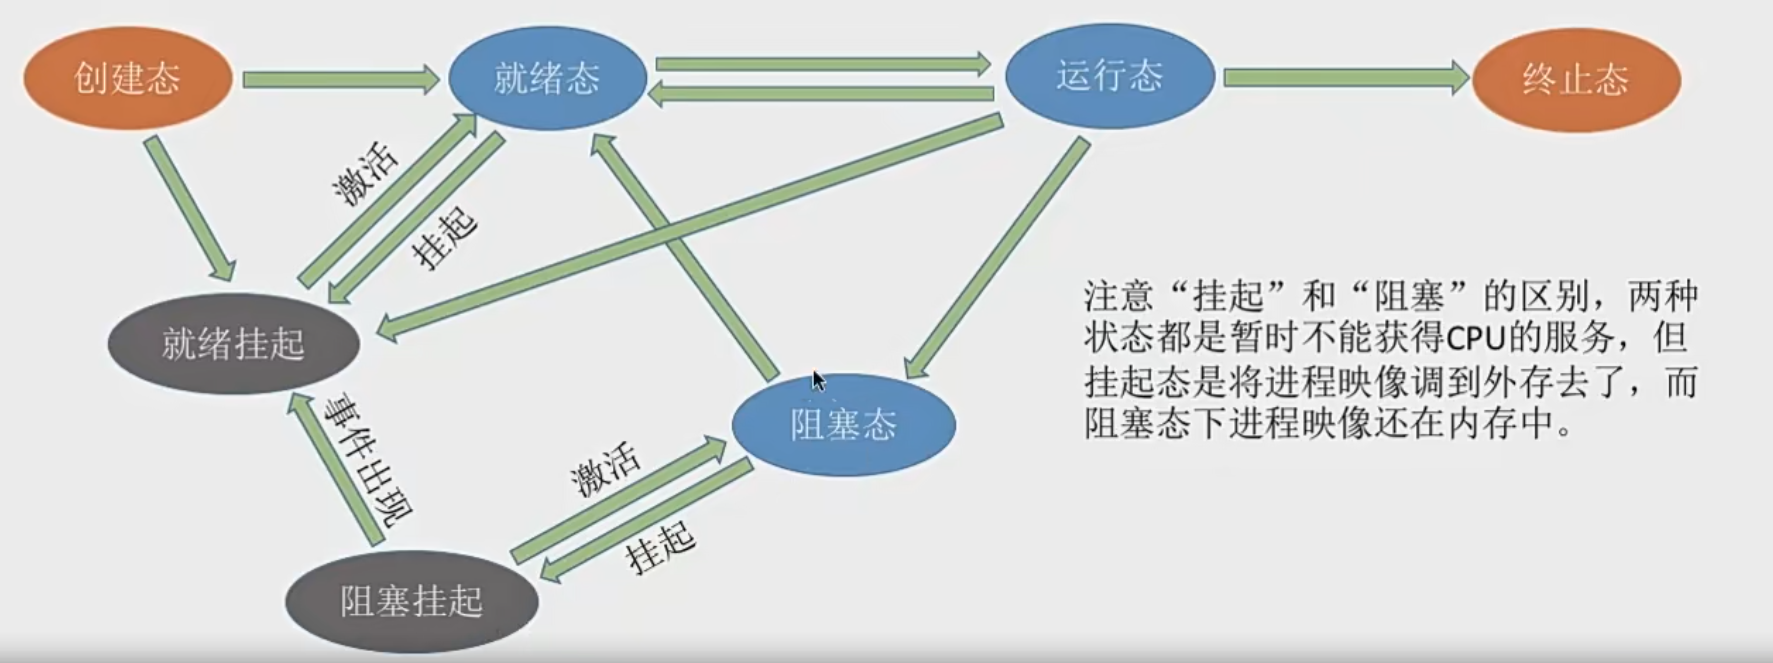 创建态
就绪态
运行态
终止态
激活
挂起
就绪挂起
事件出现
阻塞态
激活
挂起
阻塞挂起
注意“挂起”和“阻塞”的区别，两种
状态都是暂时不能获得CPU的服务，但
挂起态是将进程映像调到外存去了，而
阻塞态下进程映像还在内存中。